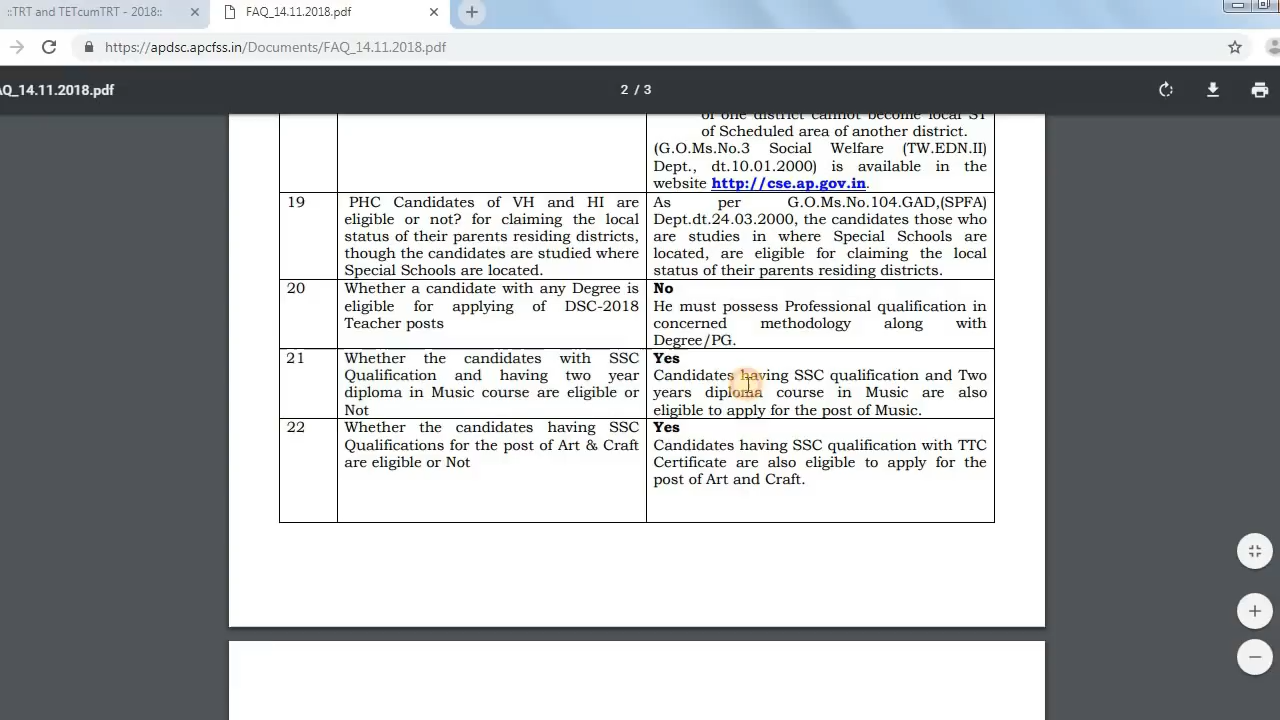 ::TRT and TETcumTRT - 2018::
FAQ_14.11.2018.pdf
https://apdsc.apcfss.in/Documents/FAQ_14.11.2018.pdf
AQ_14.11.2018.pdf
2 / 3
of one district cannot become local ST
of Scheduled area of another district.
(G.O.Ms.No.3 Social Welfare (TW.EDN.II)
Dept., dt.10.01.2000) is available in the
website http://cse.ap.gov.in.
19
PHC Candidates of VH and HI are
eligible or not? for claiming the local
status of their parents residing districts,
though the candidates are studied where
Special Schools are located.
As per G.O.Ms.No.104.GAD,(SPFA)
Dept.dt.24.03.2000, the candidates those who
are studies in where Special Schools are
located, are eligible for claiming the local
status of their parents residing districts.
20
Whether a candidate with any Degree is
eligible for applying of DSC-2018
Teacher posts
No
He must possess Professional qualification in
concerned methodology along with
Degree/PG.
21
Whether the candidates with SSC
Qualification and having two year
diploma in Music course are eligible or
Not
Yes
Candidates having SSC qualification and Two
years diploma course in Music are also
eligible to apply for the post of Music.
22
Whether the candidates having SSC
Qualifications for the post of Art & Craft
are eligible or Not
Yes
Candidates having SSC qualification with TTC
Certificate are also eligible to apply for the
post of Art and Craft.